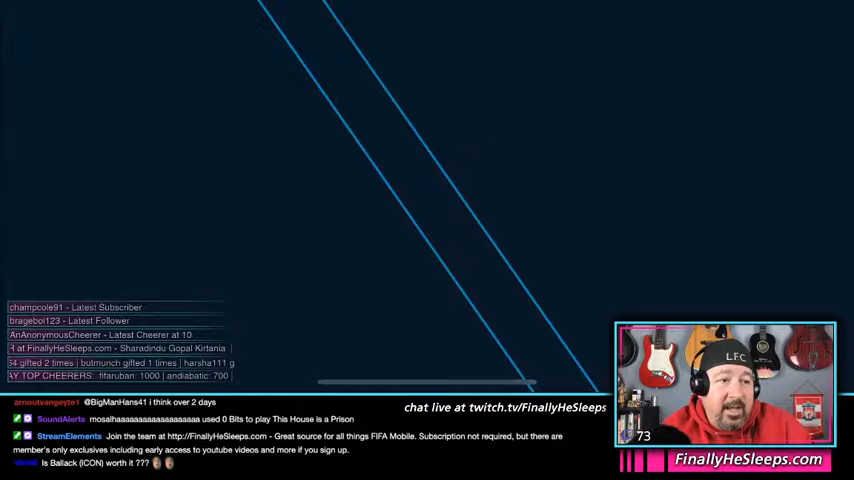 champcole91 - Latest Subscriber
brageboi123 - Latest Follower
AnAnonymousCheerer - Latest Cheerer at 10
R at FinallyHeSleeps.com - Sharadindu Gopal Kirtania |
64 gifted 2 times | butmunch gifted 1 times | harsha111 g
AY TOP CHEERERS: fifaruban: 1000 | andiabatic: 700 |
@BigManHans41 i think over 2 days
SoundAlerts mosalhaaaaaaaaaaaaaaaaaaa used 0 Bits to play This House is a Prison
StreamElements Join the team at http://FinallyHeSleeps.com - Great source for all things FIFA Mobile. Subscription not required, but there are
member's only exclusives including early access to youtube videos and more if you sign up.
Is Ballack (ICON) worth it ???
chat live at twitch.tv/FinallyHeSleeps
L.F.C
73
FinallyHeSleeps.com